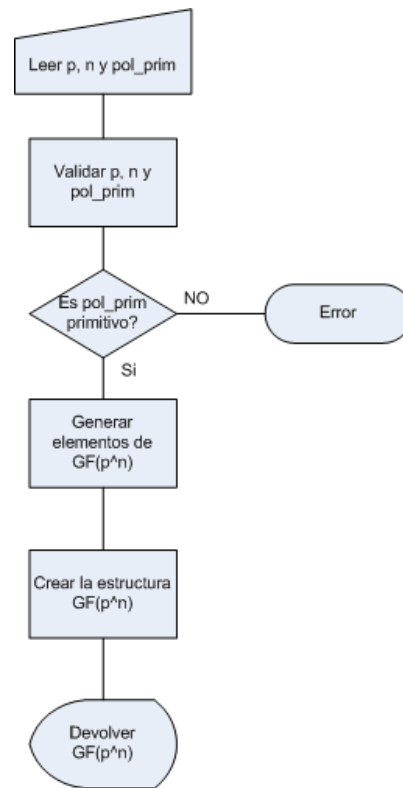 Leer p, n y pol_prim
Validar p, n y
pol_prim
Es pol_prim
primitivo?
NO
Error
Sí
Generar
elementos de
GF(p^n)
Crear la estructura
GF(p^n)
Devolver
GF(p^n)